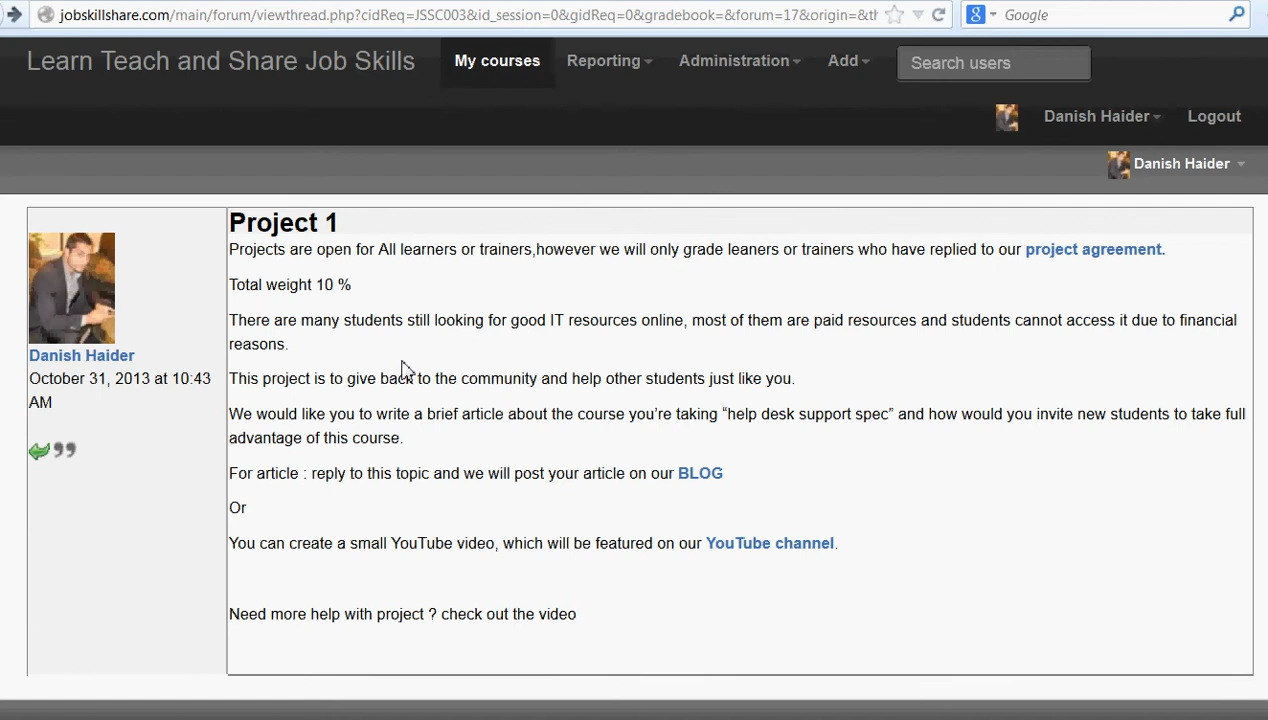 jobskillshare.com/main/forum/viewthread.php?cidReq=JSSC003&id_session=0&gidReq=0&gradebook=&forum=17&origin=&th
Google
Learn Teach and Share Job Skills
My courses
Reporting
Administration
Add
Search users
Danish Haider
Logout
Danish Haider
Project 1
Projects are open for All learners or trainers,however we will only grade leaners or trainers who have replied to our project agreement.
Total weight 10 %
There are many students still looking for good IT resources online, most of them are paid resources and students cannot access it due to financial
reasons.
This project is to give back to the community and help other students just like you.
We would like you to write a brief article about the course you’re taking “help desk support spec” and how would you invite new students to take full
advantage of this course.
For article : reply to this topic and we will post your article on our BLOG
Or
You can create a small YouTube video, which will be featured on our YouTube channel.
Need more help with project ? check out the video
Danish Haider
October 31, 2013 at 10:43
AM